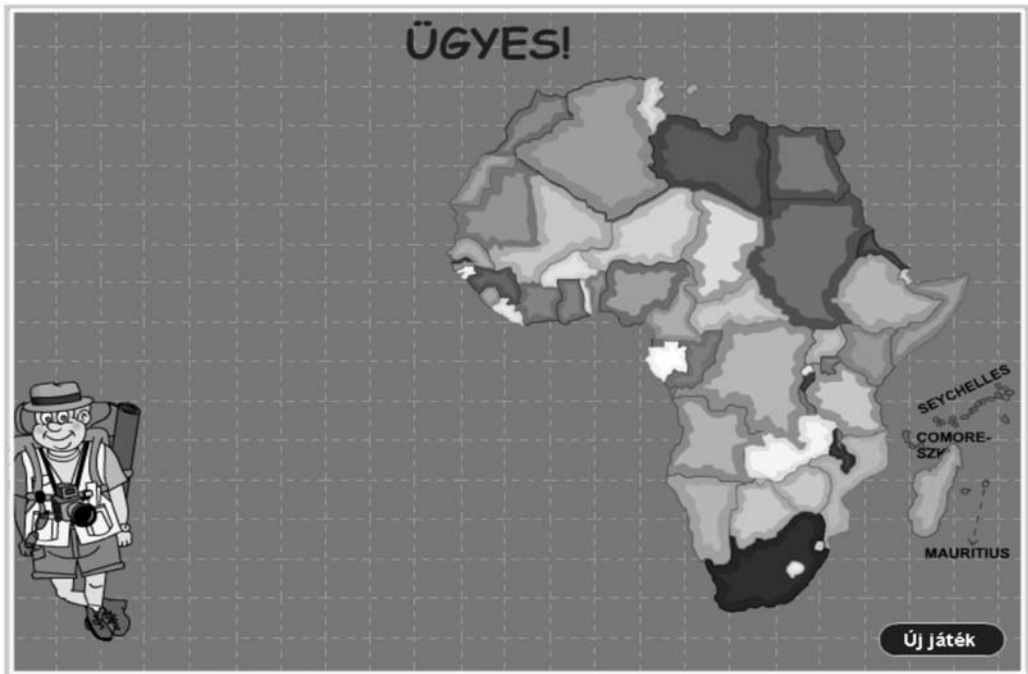 ÜGYES!
SEYCHELLES
COMORE-
SZK
MAURITIUS
Új játék